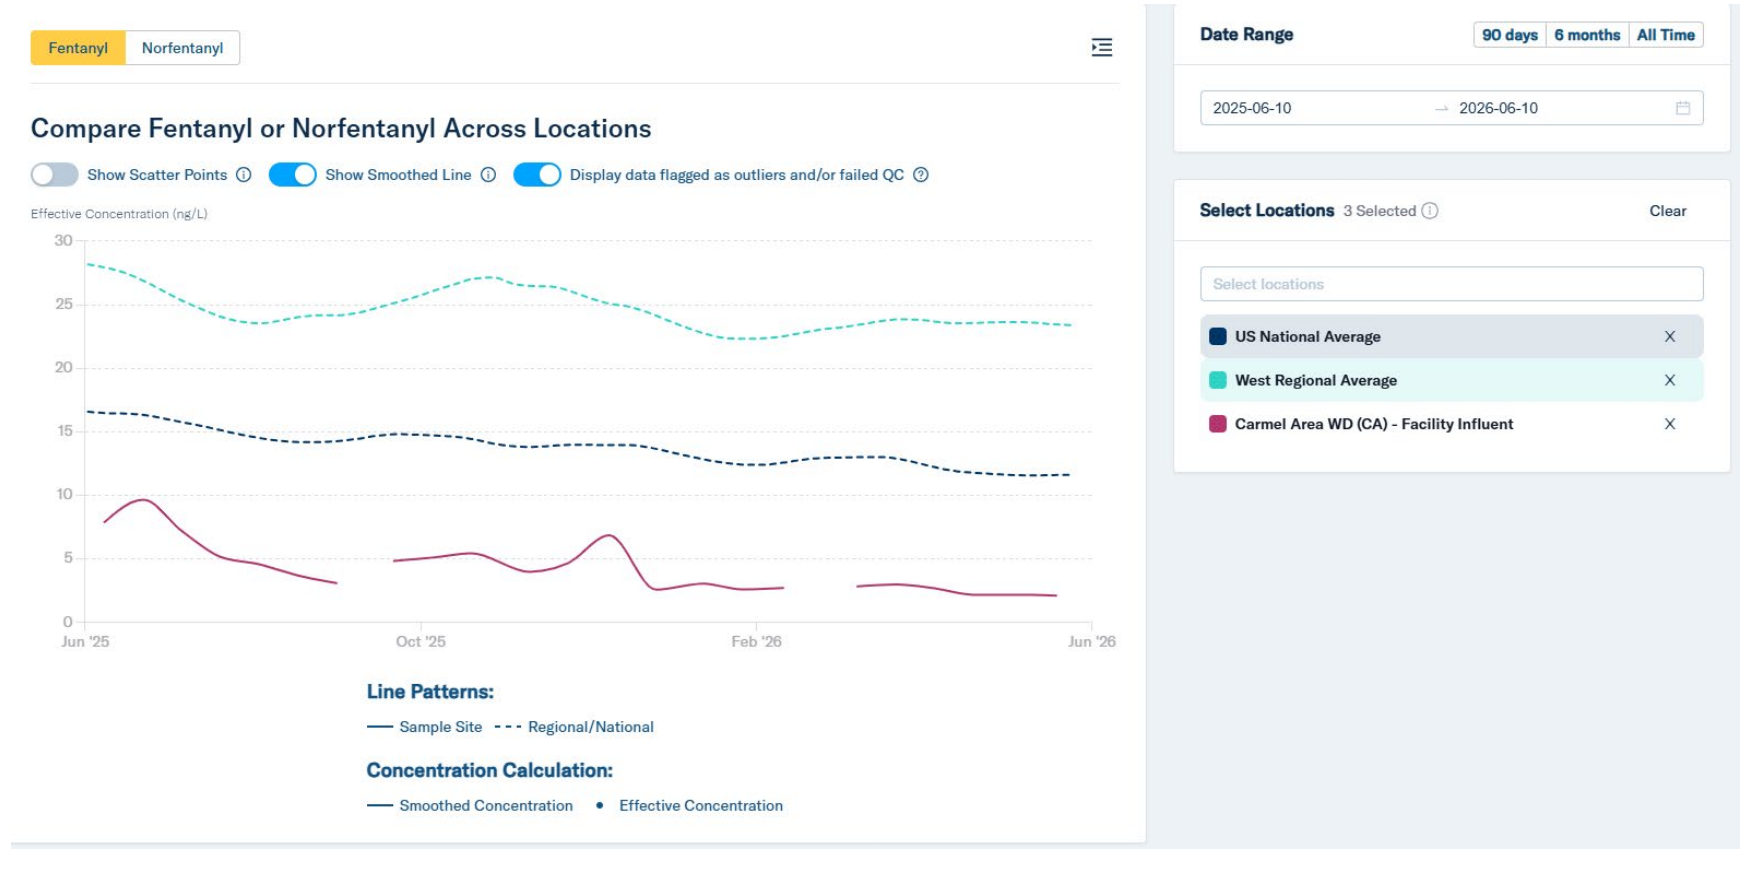 Fentanyl Norfentanyl
Compare Fentanyl or Norfentanyl Across Locations
Show Scatter Points Show Smoothed Line Display data flagged as outliers and/or failed QC
Effective Concentration (ng/L)
30
25
20
15
10
5
0
Jun '25 Oct '25 Feb '26 Jun '26
Line Patterns:
Sample Site Regional/National
Concentration Calculation:
Smoothed Concentration Effective Concentration
Date Range 90 days 6 months All Time
2025-06-10 → 2026-06-10
Select Locations 3 Selected Clear
Select locations
US National Average X
West Regional Average X
Carmel Area WD (CA) - Facility Influent X